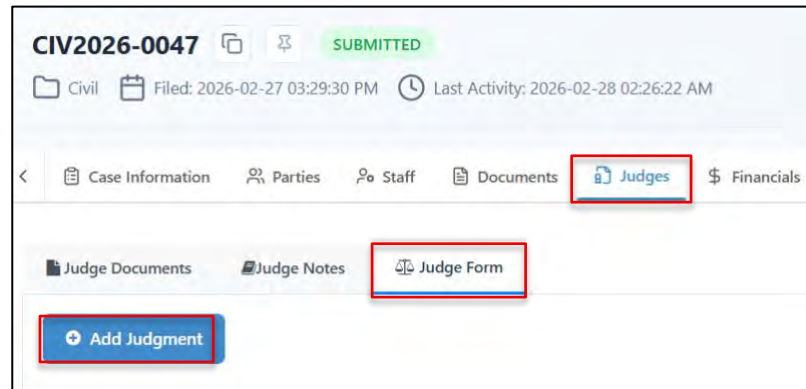 CIV2026-0047 SUBMITTED
Civil Filed: 2026-02-27 03:29:30 PM Last Activity: 2026-02-28 02:26:22 AM
Case Information Parties Staff Documents Judges $ Financials
Judge Documents Judge Notes Judge Form
Add Judgment